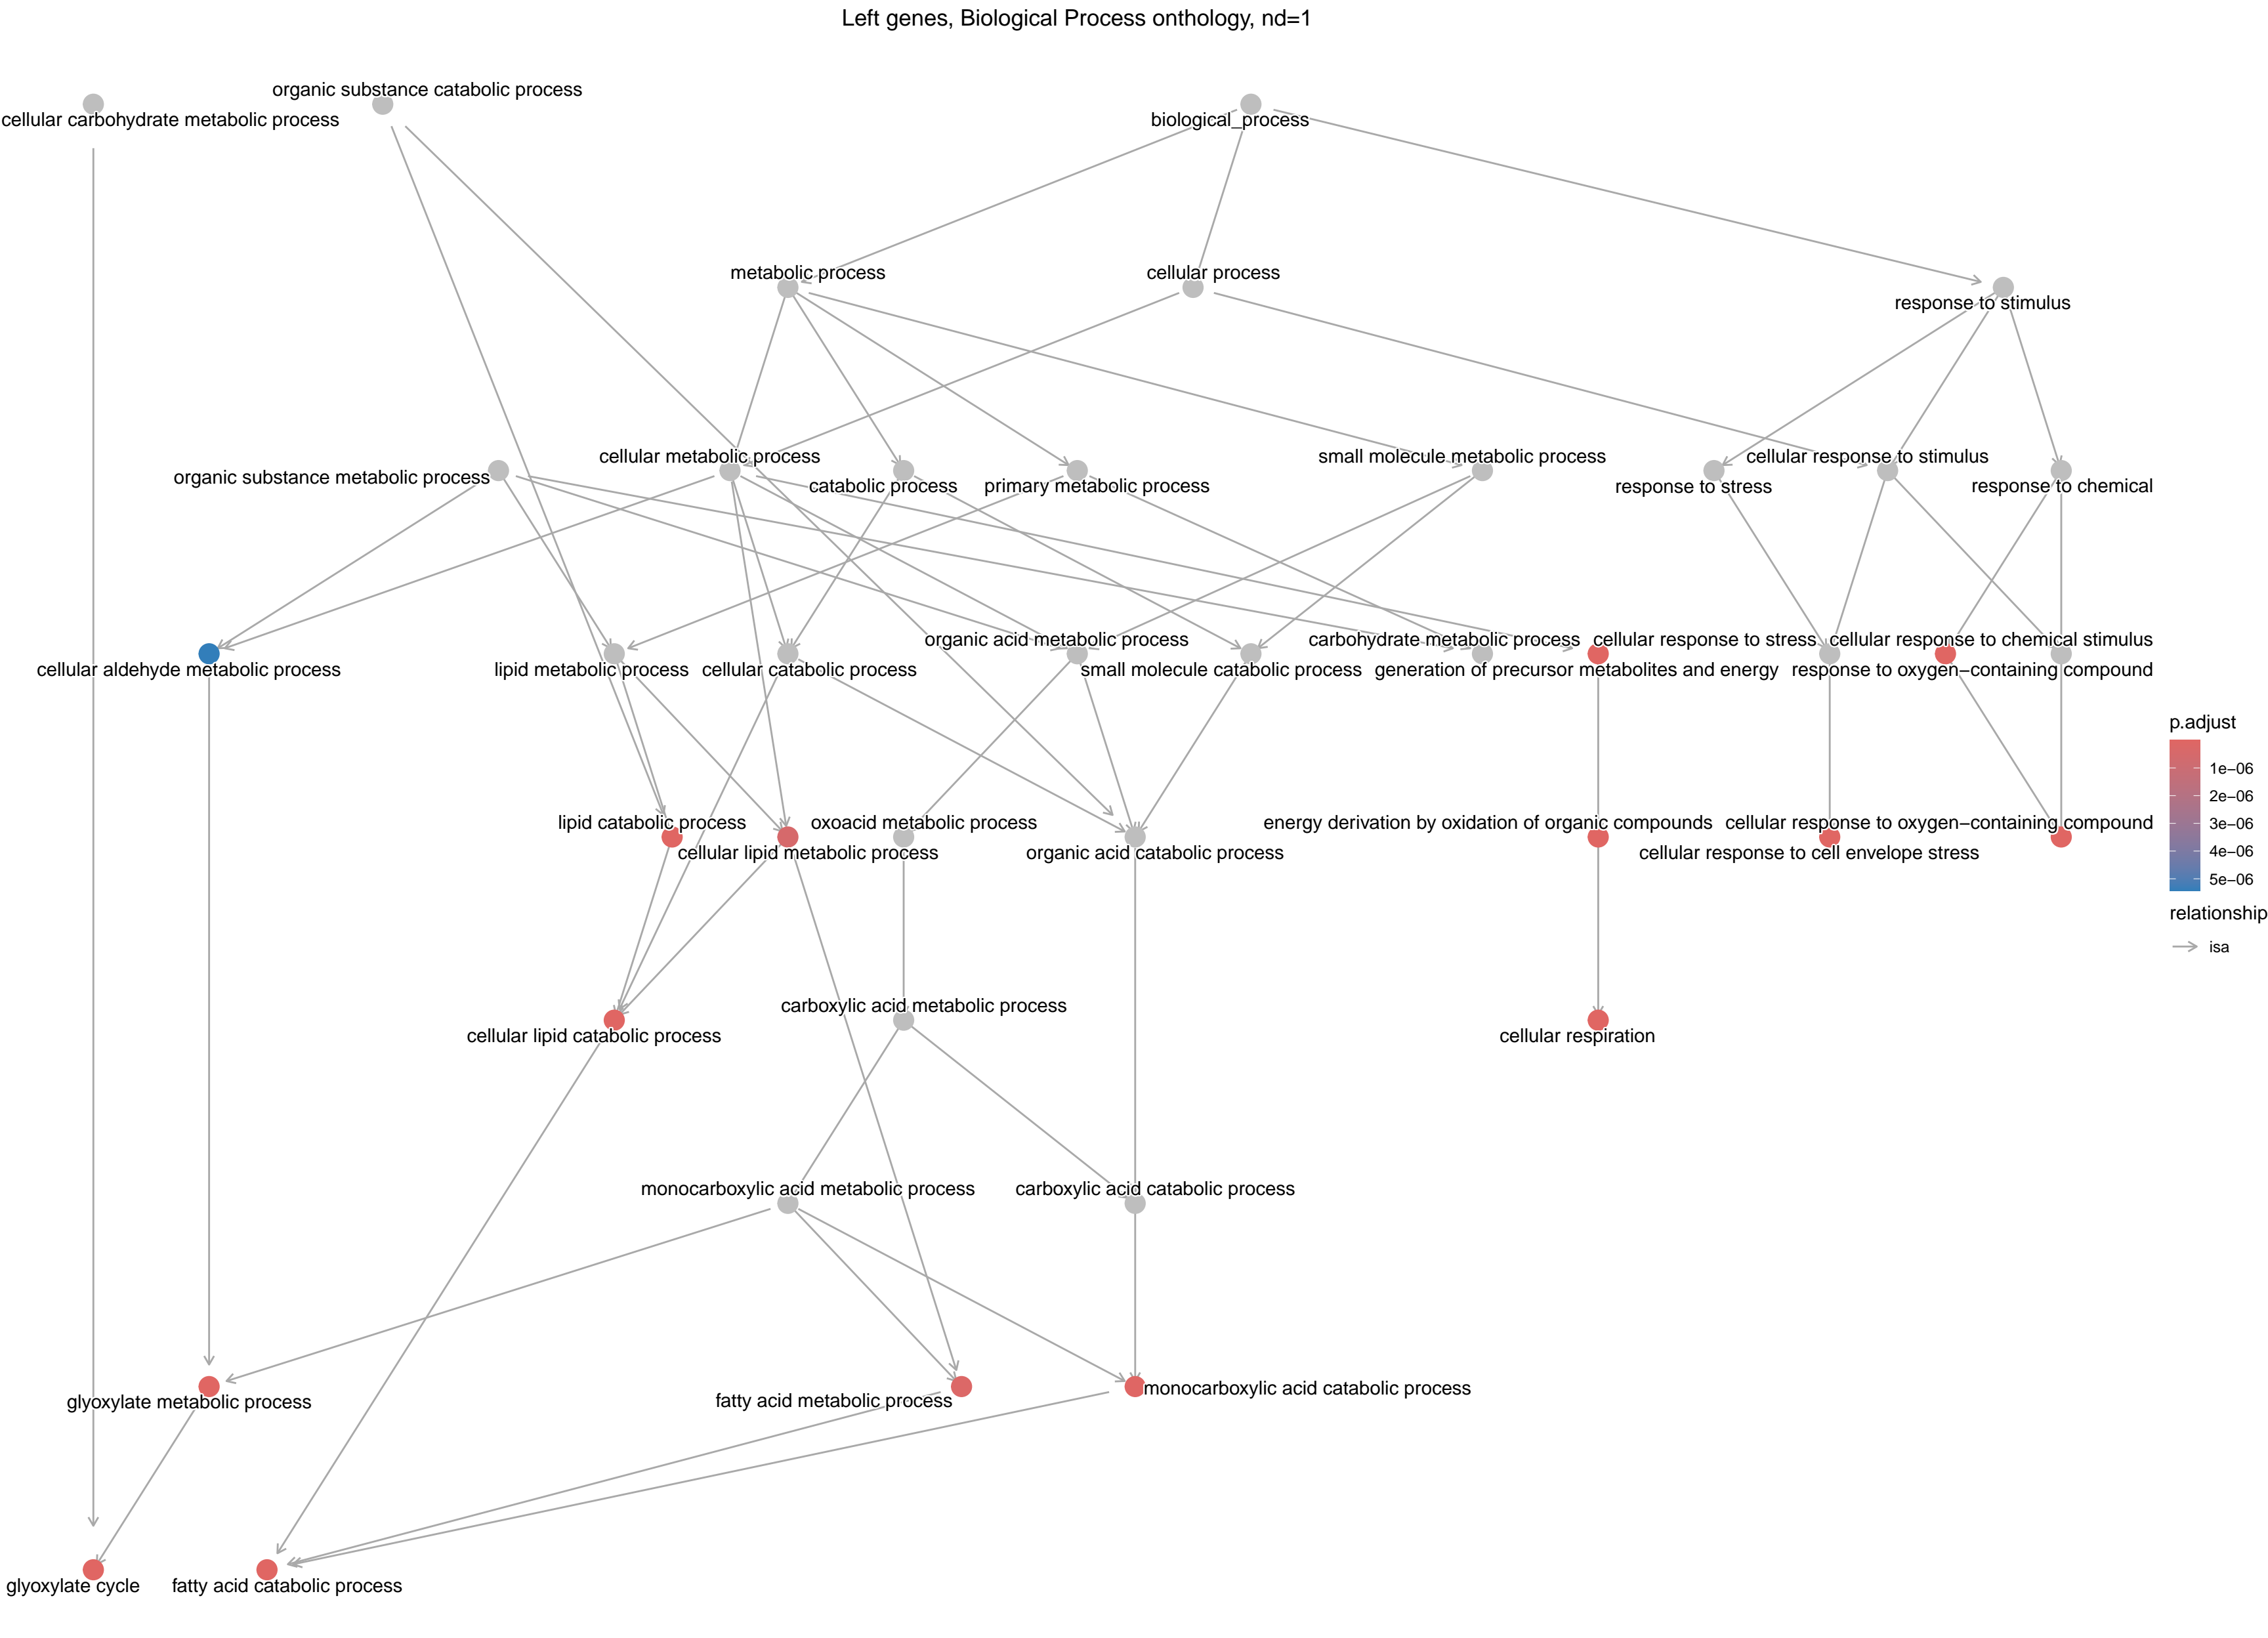 Left genes, Biological Process onthology, nd=1
organic substance catabolic process
cellular carbohydrate metabolic process
biological_process
metabolic process
cellular process
response to stimulus
cellular metabolic process
small molecule metabolic process
cellular response to stimulus
organic substance metabolic process
catabolic process
primary metabolic process
response to stress
response to chemical
organic acid metabolic process
carbohydrate metabolic process
cellular response to stress
cellular response to chemical stimulus
cellular aldehyde metabolic process
lipid metabolic process
cellular catabolic process
small molecule catabolic process
generation of precursor metabolites and energy
response to oxygen−containing compound
p.adjust
1e−06
2e−06
3e−06
4e−06
5e−06
relationship
isa
lipid catabolic process
oxoacid metabolic process
energy derivation by oxidation of organic compounds
cellular response to oxygen−containing compound
cellular lipid metabolic process
organic acid catabolic process
cellular response to cell envelope stress
carboxylic acid metabolic process
cellular lipid catabolic process
cellular respiration
monocarboxylic acid metabolic process
carboxylic acid catabolic process
glyoxylate metabolic process
fatty acid metabolic process
monocarboxylic acid catabolic process
glyoxylate cycle
fatty acid catabolic process